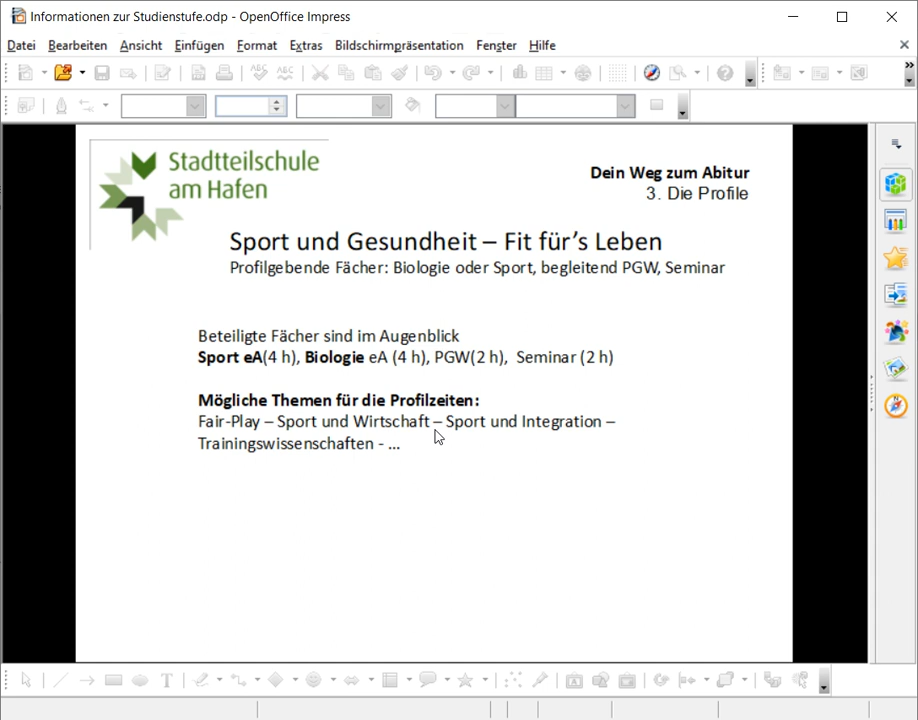 Informationen zur Studienstufe.odp - OpenOffice Impress
Datei Bearbeiten Ansicht Einfügen Format Extras Bildschirmpräsentation Fenster Hilfe
Stadtteilschule
am Hafen
Dein Weg zum Abitur
3. Die Profile
Sport und Gesundheit – Fit für’s Leben
Profilgebende Fächer: Biologie oder Sport, begleitend PGW, Seminar
Beteiligte Fächer sind im Augenblick
Sport eA(4 h), Biologie eA (4 h), PGW(2 h), Seminar (2 h)
Mögliche Themen für die Profilzeiten:
Fair-Play – Sport und Wirtschaft – Sport und Integration –
Trainingswissenschaften - ...